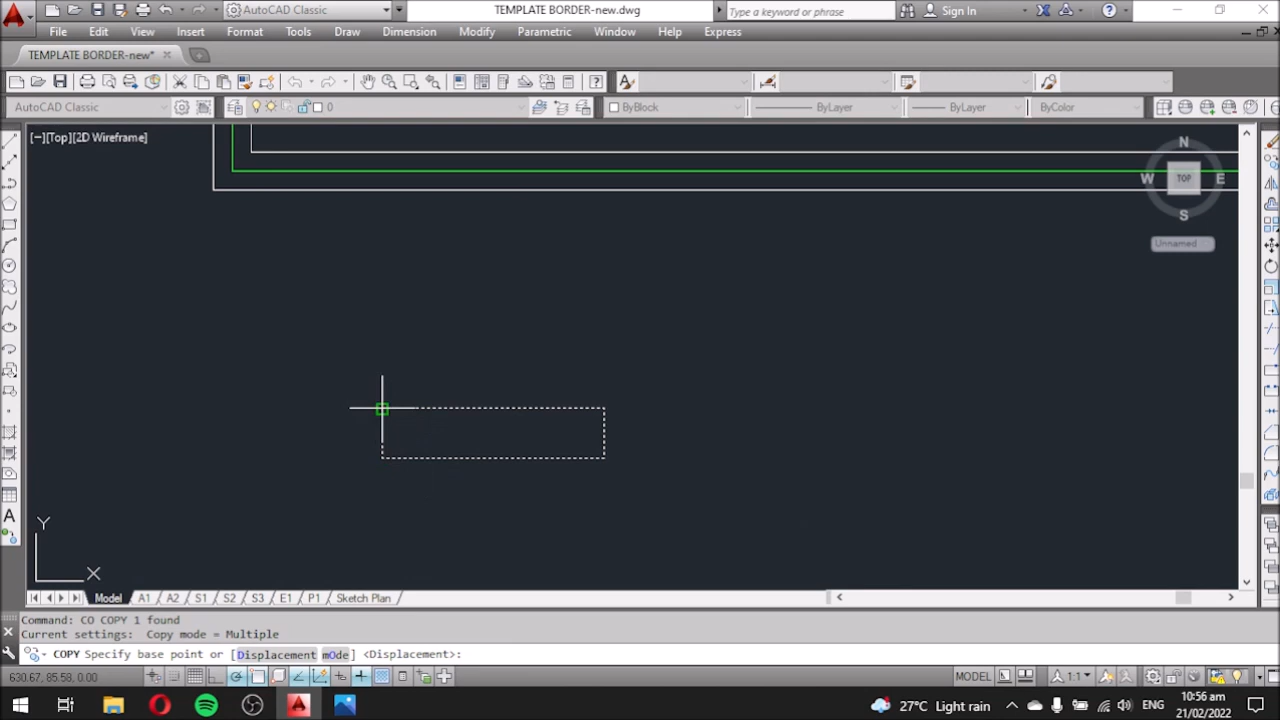 AutoCAD Classic
TEMPLATE BORDER-new.dwg
Type a keyword or phrase
Sign In
File Edit View Insert Format Tools Draw Dimension Modify Parametric Window Help Express
TEMPLATE BORDER-new*
AutoCAD Classic
0
ByBlock
ByLayer
ByLayer
ByColor
[−][Top][2D Wireframe]
N
W TOP E
S
Unnamed
Y
X
Model A1 A2 S1 S2 S3 E1 P1 Sketch Plan
Command: CO COPY 1 found
Current settings: Copy mode = Multiple
COPY Specify base point or [Displacement mOde] <Displacement>:
630.67, 85.58, 0.00
MODEL
1:1
27°C Light rain
ENG
10:56 am
21/02/2022